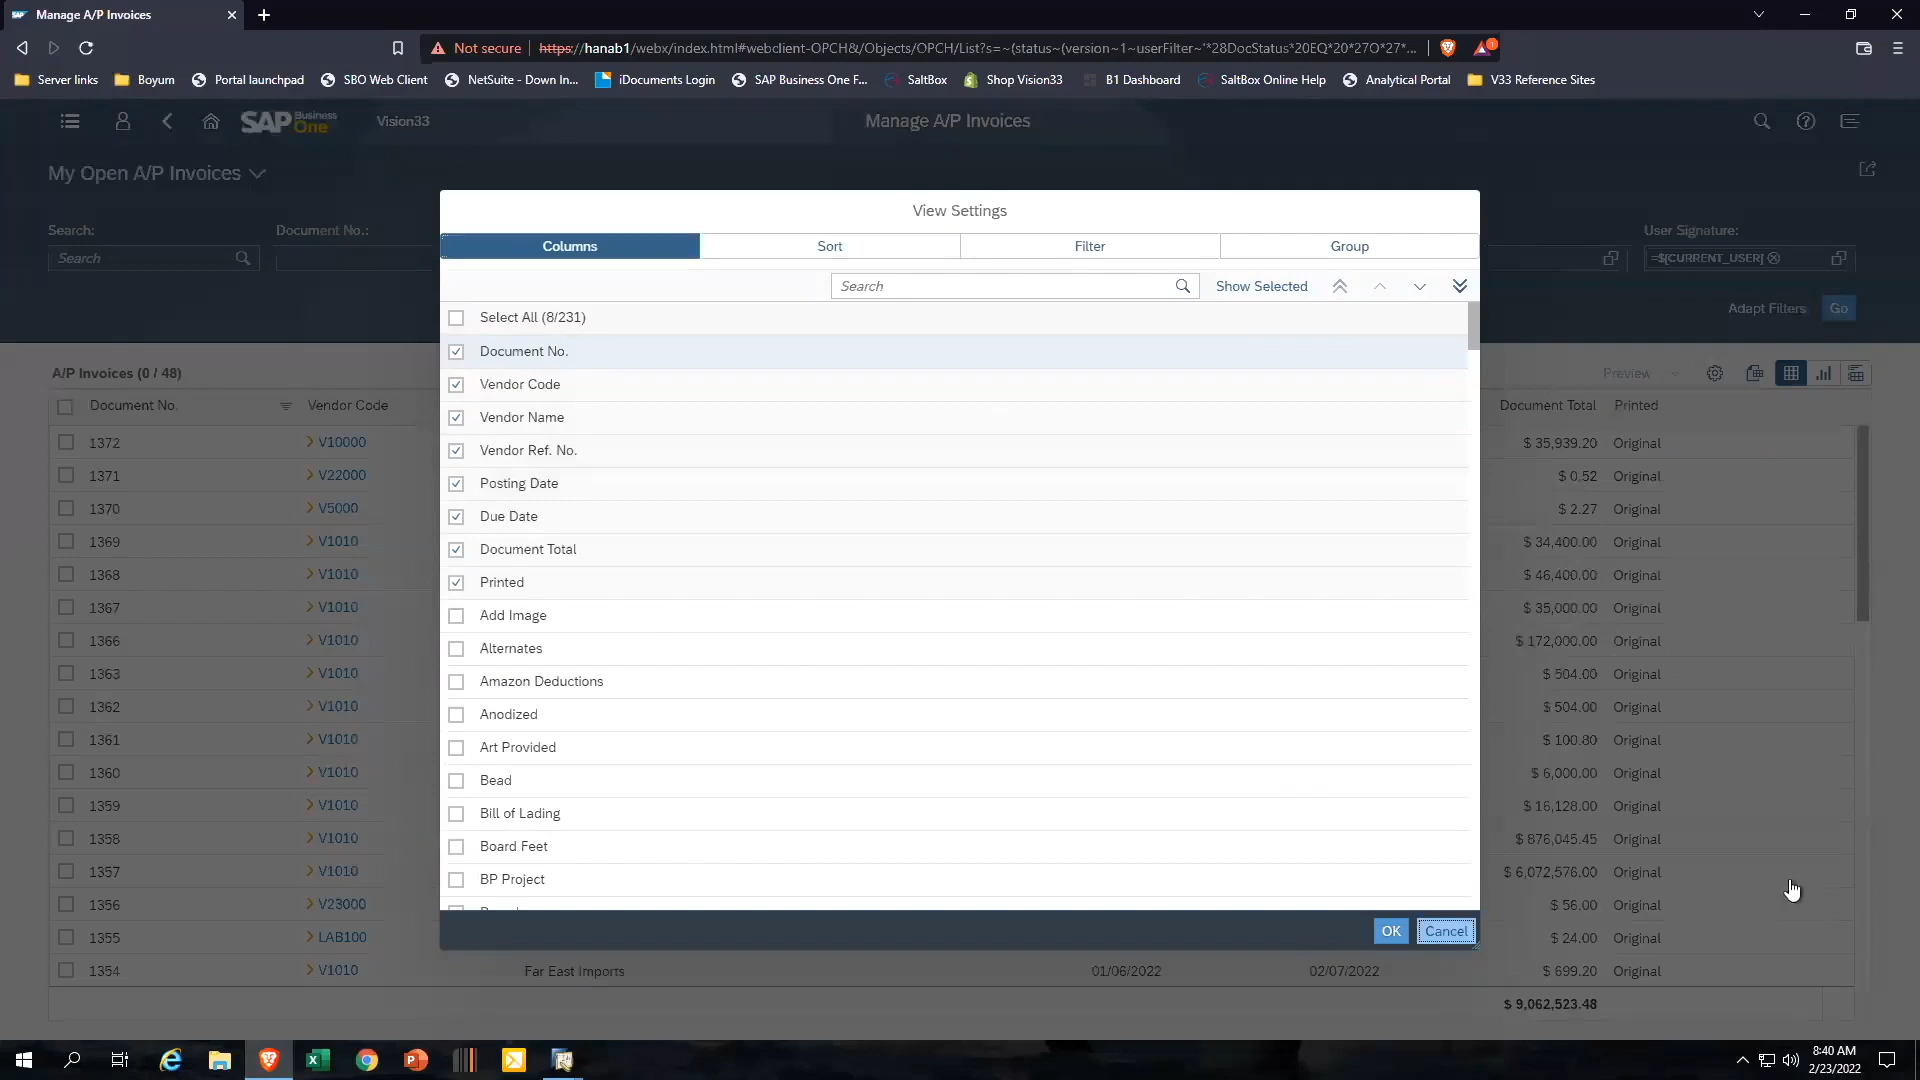 Manage A/P Invoices
Not secure https://hanab1/webx/index.html#webclient-OPCH&/Objects/OPCH/List?s=~(status~(version~1~userFilter~'*28DocStatus*20EQ*20*27O*27*...
Server links Boyum Portal launchpad SBO Web Client NetSuite - Down In... iDocuments Login SAP Business One F... SaltBox Shop Vision33 B1 Dashboard SaltBox Online Help Analytical Portal V33 Reference Sites
SAP Business One Vision33 Manage A/P Invoices
My Open A/P Invoices
View Settings
Search: Document No.: User Signature:
Columns Sort Filter Group
Search =$[CURRENT_USER]
Search Show Selected
Adapt Filters Go
Select All (8/231)
Document No.
Vendor Code
Vendor Name
Vendor Ref. No.
Posting Date
Due Date
Document Total
Printed
Add Image
Alternates
Amazon Deductions
Anodized
Art Provided
Bead
Bill of Lading
Board Feet
BP Project
OK Cancel
A/P Invoices (0 / 48) Preview
Document No. Vendor Code Document Total Printed
1372 V10000 $ 35,939.20 Original
1371 V22000 $ 0.52 Original
1370 V5000 $ 2.27 Original
1369 V1010 $ 34,400.00 Original
1368 V1010 $ 46,400.00 Original
1367 V1010 $ 35,000.00 Original
1366 V1010 $ 172,000.00 Original
1363 V1010 $ 504.00 Original
1362 V1010 $ 504.00 Original
1361 V1010 $ 100.80 Original
1360 V1010 $ 6,000.00 Original
1359 V1010 $ 16,128.00 Original
1358 V1010 $ 876,045.45 Original
1357 V1010 $ 6,072,576.00 Original
1356 V23000 $ 56.00 Original
1355 LAB100 $ 24.00 Original
1354 V1010 Far East Imports 01/06/2022 02/07/2022 $ 699.20 Original
$ 9,062,523.48
8:40 AM
2/23/2022